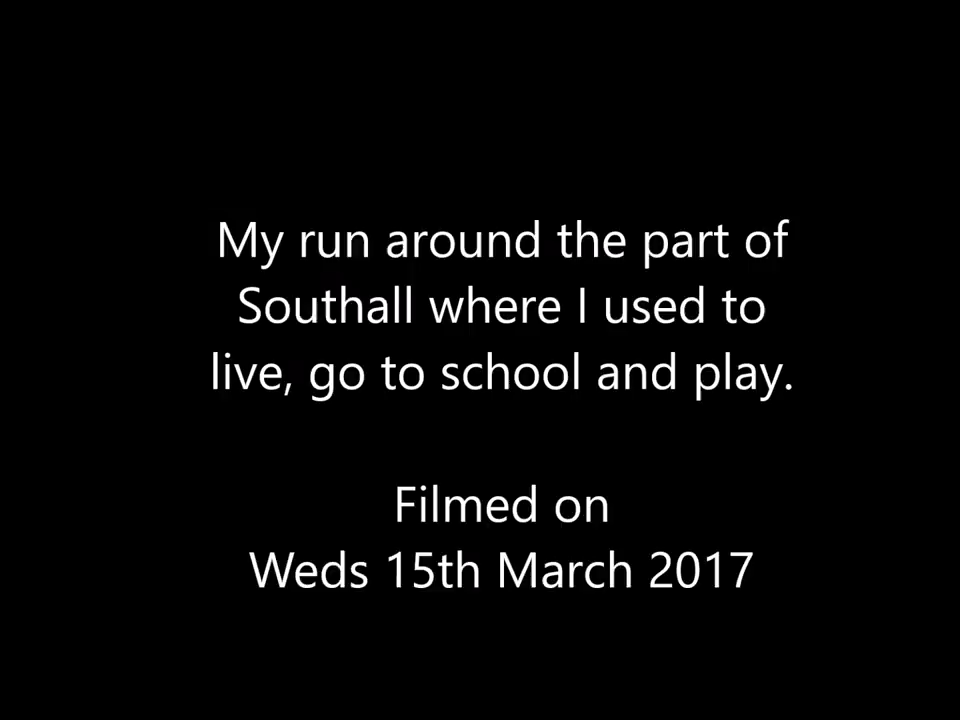 My run around the part of
Southall where I used to
live, go to school and play.
Filmed on
Weds 15th March 2017